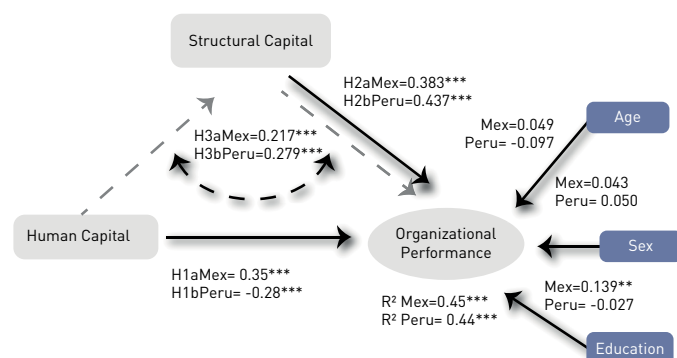 Structural Capital
H2aMex=0.383***
H2bPeru=0.437***
Age
Mex=0.049
Peru= -0.097
H3aMex=0.217***
H3bPeru=0.279***
Mex=0.043
Peru= 0.050
Human Capital
Organizational
Performance
Sex
H1aMex= 0.35***
H1bPeru= -0.28***
Mex=0.139**
Peru= -0.027
R² Mex=0.45***
R² Peru= 0.44***
Education